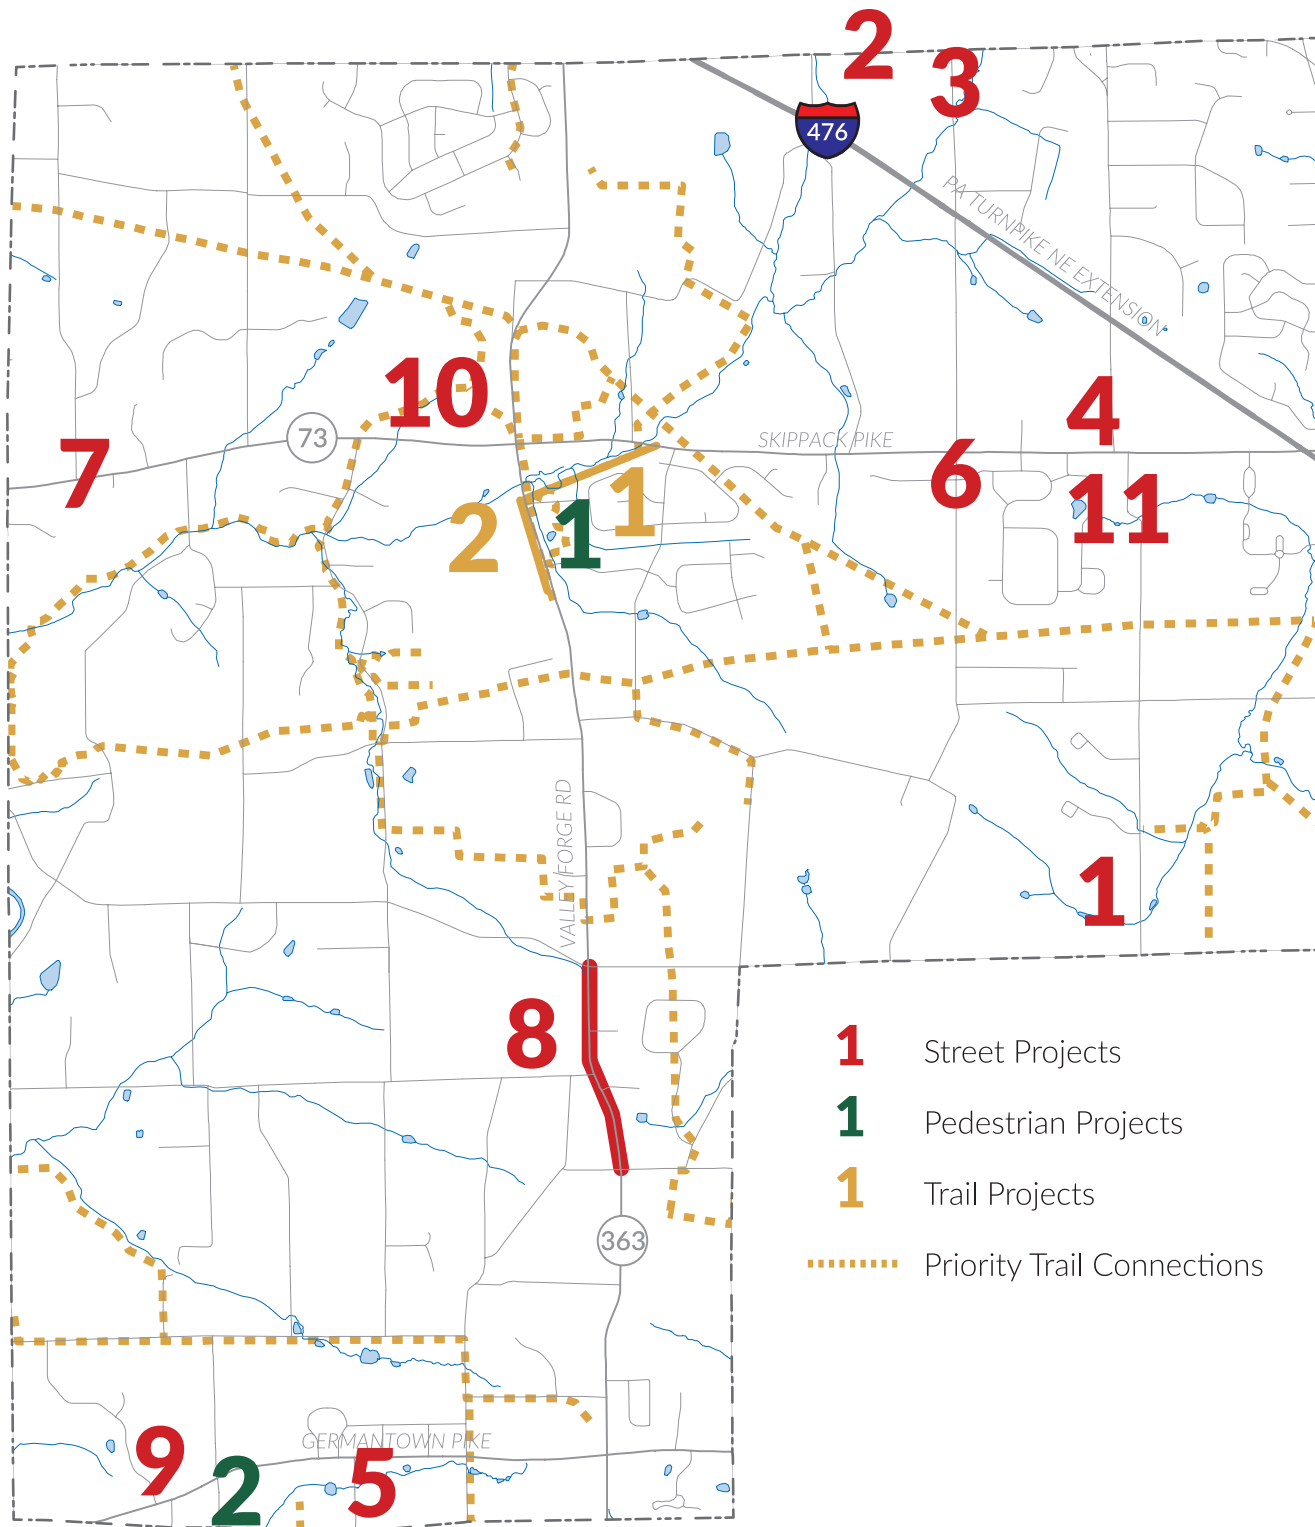 2
3
476
PA TURNPIKE NE EXTENSION
10
4
73
SKIPPACK PIKE
7
6
1
11
2
1
VALLEY FORGE RD
1
8
1 Street Projects
1 Pedestrian Projects
1 Trail Projects
363
Priority Trail Connections
GERMANTOWN PIKE
9
2
5